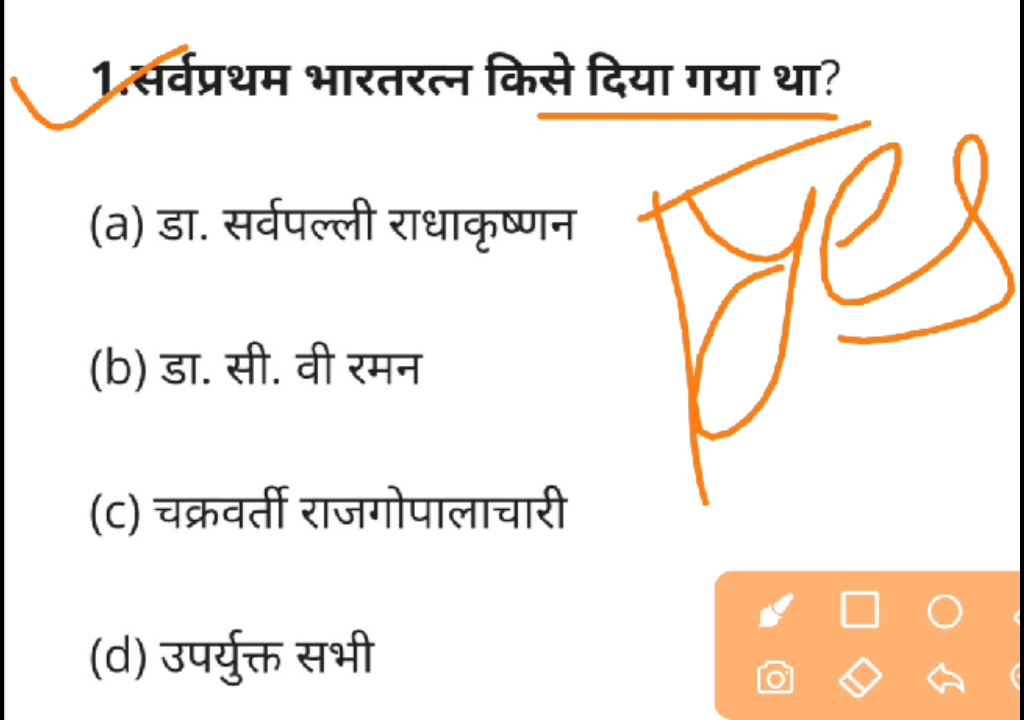 1.सर्वप्रथम भारतरत्न किसे दिया गया था?
yes
(a) डा. सर्वपल्ली राधाकृष्णन
(b) डा. सी. वी रमन
(c) चक्रवर्ती राजगोपालाचारी
(d) उपर्युक्त सभी